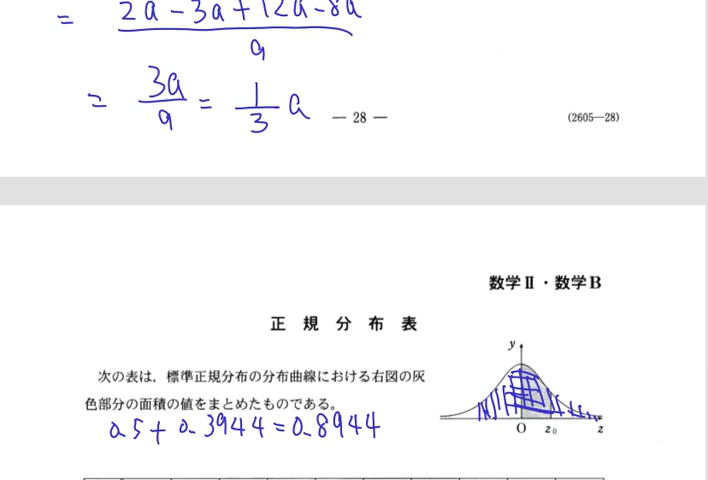 = 2a - 3a + 12a - 8a / 9
= 3a/9 = 1/3 a
— 28 —
(2605—28)
数学Ⅱ・数学B
正規分布表
次の表は，標準正規分布の分布曲線における右図の灰
色部分の面積の値をまとめたものである。
0.5 + 0.3944 = 0.8944
y
O z₀ z